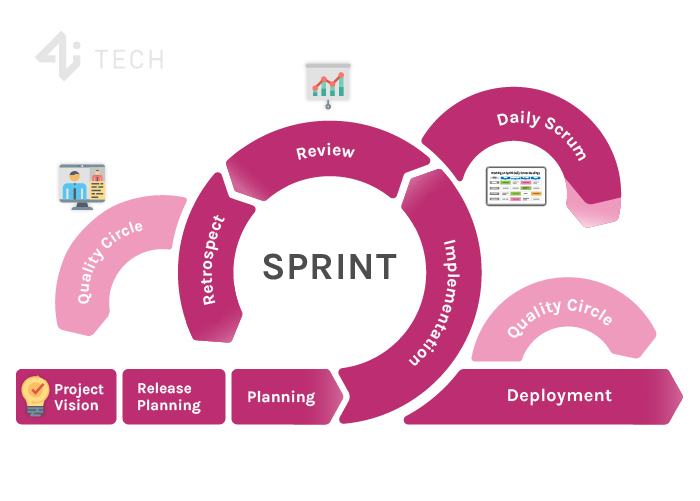 4i TECH
Review
Daily Scrum
Quality Circle
Retrospect
SPRINT
Implementation
Quality Circle
Project
Vision
Release
Planning
Planning
Deployment